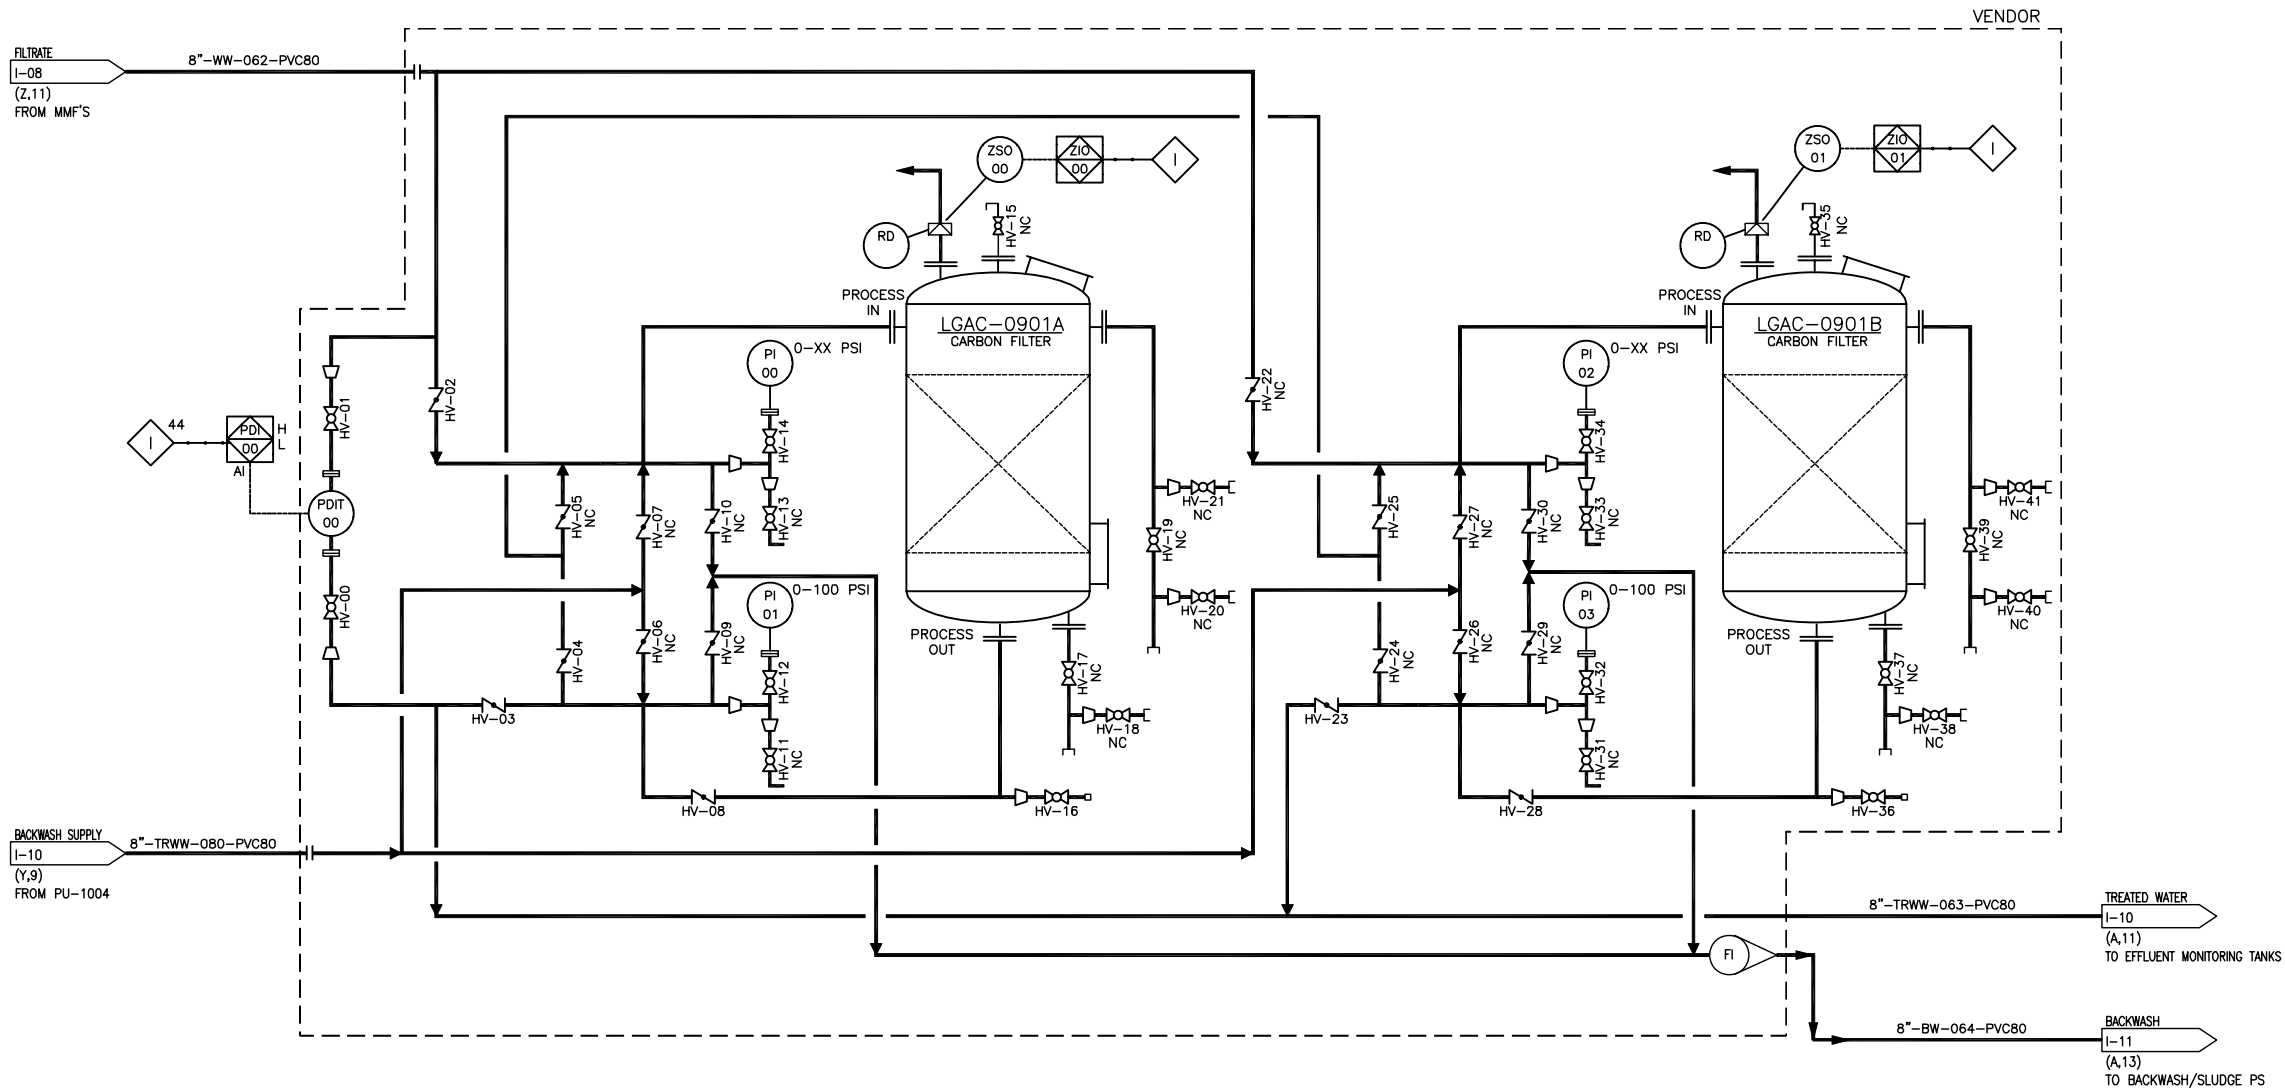 VENDOR
FILTRATE
I-08
(Z,11)
FROM MMF'S
8"-WW-062-PVC80
ZSO
00
ZIO
00
I
ZSO
01
ZIO
01
I
RD
HV-15
NC
RD
HV-35
NC
PROCESS
IN
LGAC-0901A
CARBON FILTER
PROCESS
IN
LGAC-0901B
CARBON FILTER
PI
00
0-XX PSI
PI
02
0-XX PSI
HV-02
HV-22
NC
HV-01
I
44
PDI
00
H
L
AI
PDIT
00
HV-00
HV-14
HV-13
NC
HV-05
NC
HV-07
NC
HV-10
NC
HV-21
NC
HV-19
NC
HV-20
NC
HV-34
HV-33
NC
HV-25
HV-27
NC
HV-30
NC
HV-41
NC
HV-39
NC
HV-40
NC
PI
01
0-100 PSI
PI
03
0-100 PSI
HV-04
HV-06
NC
HV-09
NC
HV-12
HV-11
NC
PROCESS
OUT
HV-17
NC
HV-18
NC
HV-24
NC
HV-26
NC
HV-29
NC
HV-32
HV-31
NC
PROCESS
OUT
HV-37
NC
HV-38
NC
HV-03
HV-23
HV-08
HV-16
HV-28
HV-36
BACKWASH SUPPLY
I-10
(Y,9)
FROM PU-1004
8"-TRWW-080-PVC80
8"-TRWW-063-PVC80
TREATED WATER
I-10
(A,11)
TO EFFLUENT MONITORING TANKS
FI
8"-BW-064-PVC80
BACKWASH
I-11
(A,13)
TO BACKWASH/SLUDGE PS